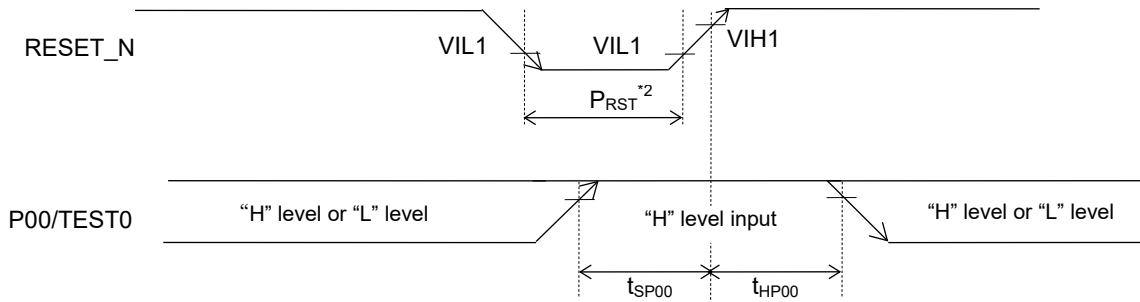 RESET_N
VIL1
VIL1
VIH1
PRST*2
P00/TEST0
“H” level or “L” level
“H” level input
“H” level or “L” level
tSP00
tHP00